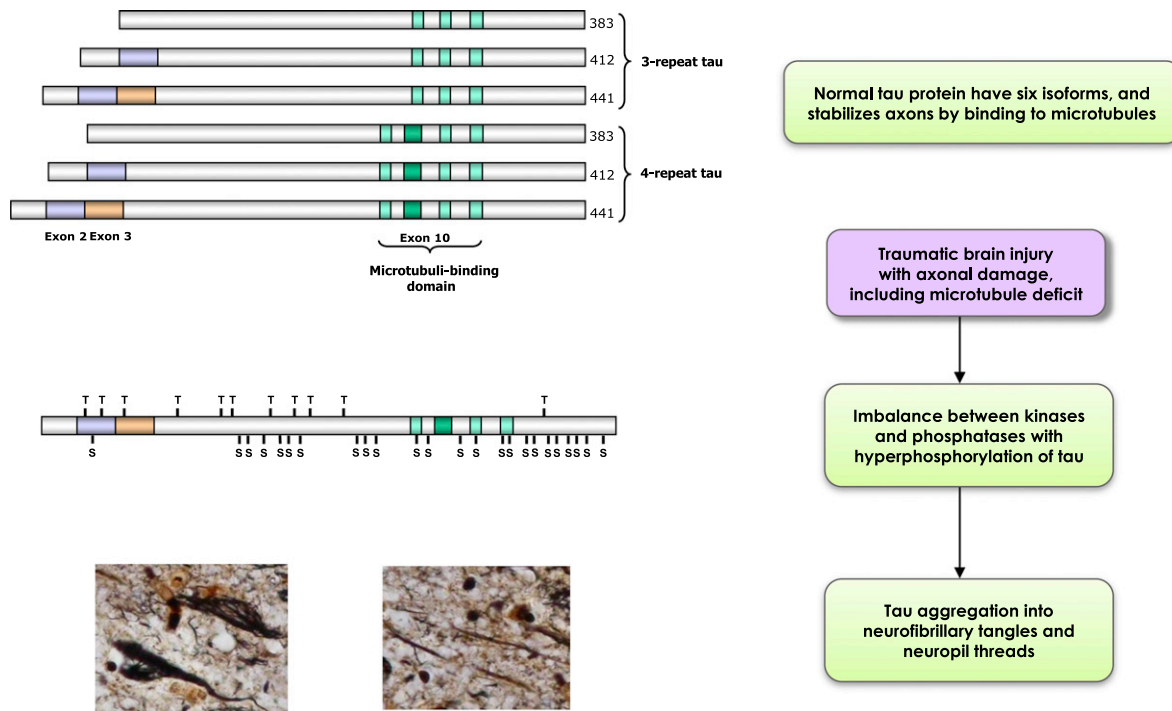 383
412
3-repeat tau
441
383
412
4-repeat tau
441
Exon 2 Exon 3
Exon 10
Microtubuli-binding
domain
Normal tau protein have six isoforms, and
stabilizes axons by binding to microtubules
Traumatic brain injury
with axonal damage,
including microtubule deficit
T T T T T T T T T T T
S S S S S S S S S S S S S S S S S S S S S S
Imbalance between kinases
and phosphatases with
hyperphosphorylation of tau
Tau aggregation into
neurofibrillary tangles and
neuropil threads